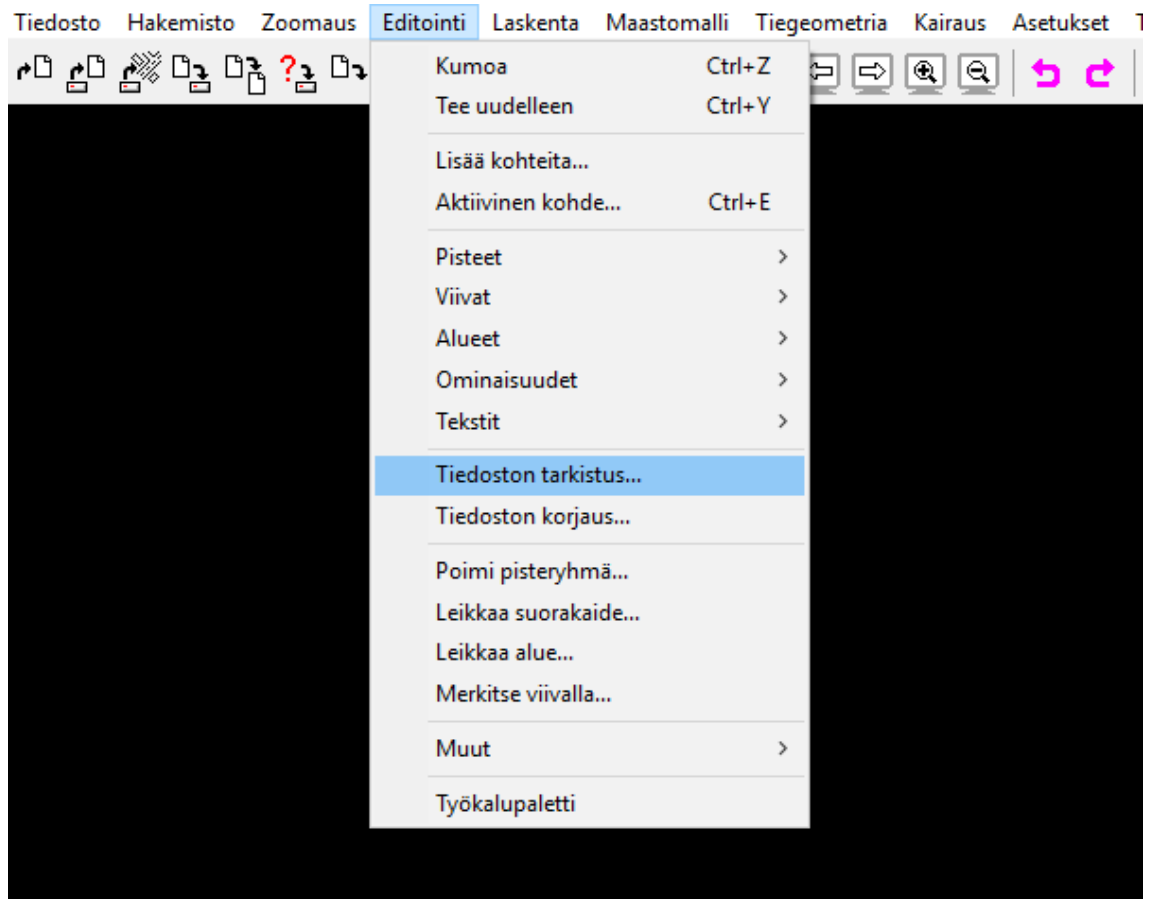 Tiedosto Hakemisto Zoomaus Editointi Laskenta Maastomalli Tiegeometria Kairaus Asetukset
Kumoa Ctrl+Z
Tee uudelleen Ctrl+Y
Lisää kohteita...
Aktiivinen kohde... Ctrl+E
Pisteet
Viivat
Alueet
Ominaisuudet
Tekstit
Tiedoston tarkistus...
Tiedoston korjaus...
Poimi pisteryhmä...
Leikkaa suorakaide...
Leikkaa alue...
Merkitse viivalla...
Muut
Työkalupaletti